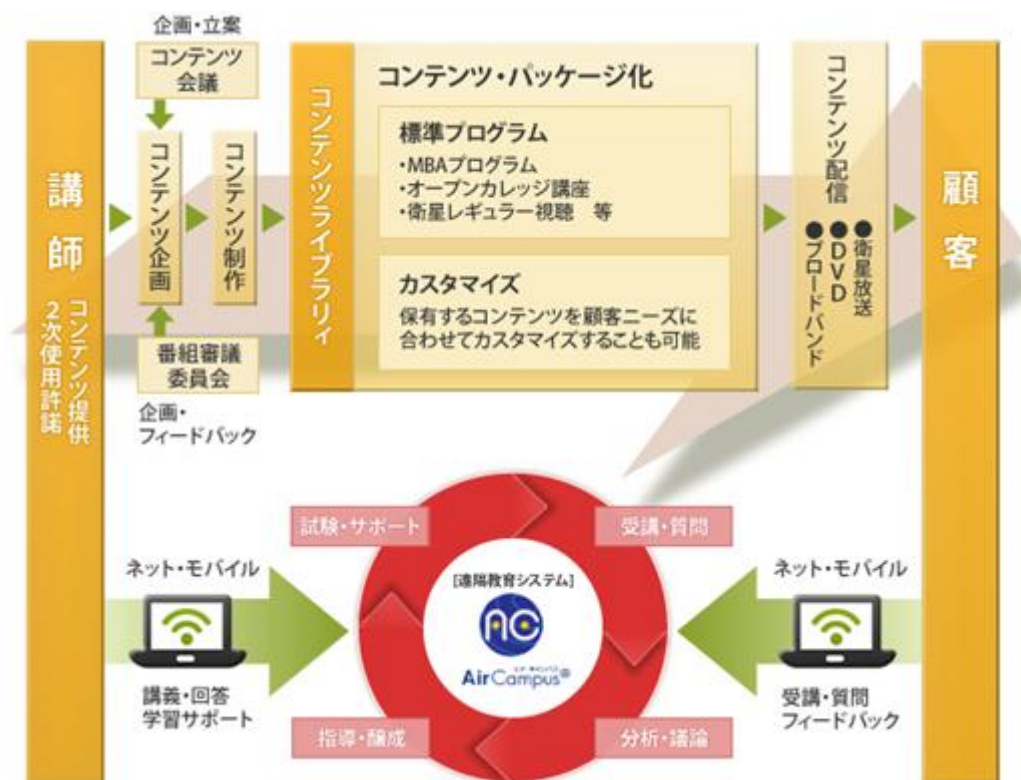 企画・立案
コンテンツ
会議
講師
コンテンツ提供
2次使用許諾
コンテンツ企画
コンテンツ制作
番組審議
委員会
企画・
フィードバック
コンテンツライブラリィ
コンテンツ・パッケージ化
標準プログラム
・MBAプログラム
・オープンカレッジ講座
・衛星レギュラー視聴 等
カスタマイズ
保有するコンテンツを顧客ニーズに
合わせてカスタマイズすることも可能
コンテンツ配信
●衛星放送
●DVD
●ブロードバンド
顧客
試験・サポート
受講・質問
ネット・モバイル
講義・回答
学習サポート
[遠隔教育システム]
AC
エアキャンパス
AirCampus®
ネット・モバイル
受講・質問
フィードバック
指導・醸成
分析・議論